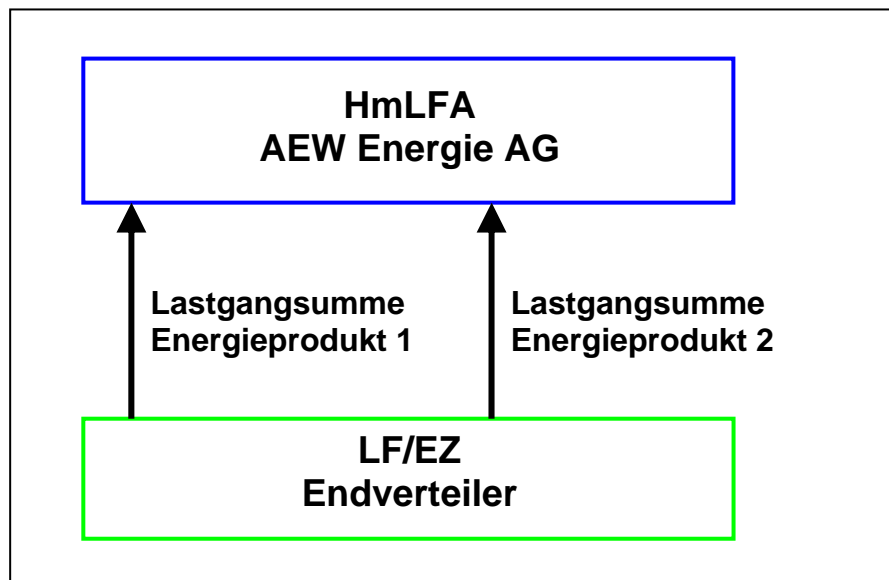 HmLFA
AEW Energie AG
Lastgangsumme
Energieprodukt 1
Lastgangsumme
Energieprodukt 2
LF/EZ
Endverteiler